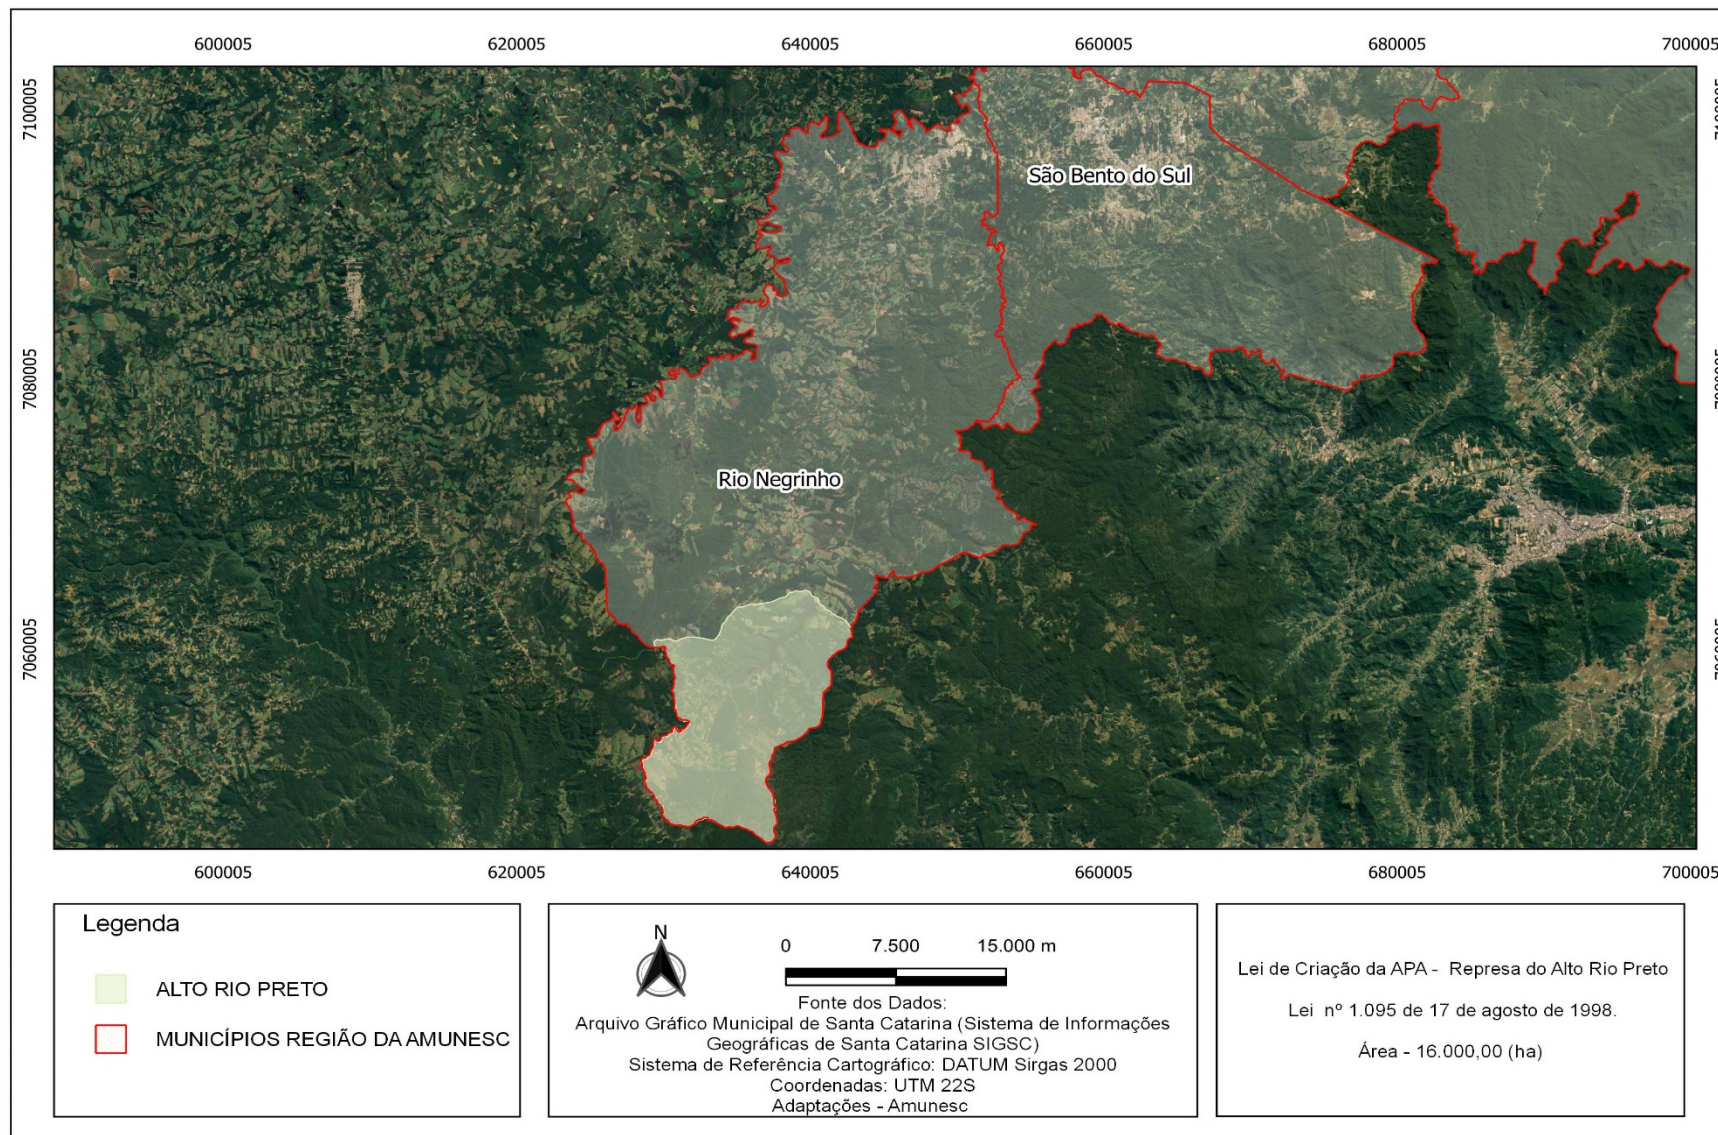 600005 620005 640005 660005 680005 700005
7100005
São Bento do Sul
7080005
Rio Negrinho
7060005
600005 620005 640005 660005 680005 700005
Legenda
ALTO RIO PRETO
MUNICÍPIOS REGIÃO DA AMUNESC
N
0 7.500 15.000 m
Fonte dos Dados:
Arquivo Gráfico Municipal de Santa Catarina (Sistema de Informações
Geográficas de Santa Catarina SIGSC)
Sistema de Referência Cartográfico: DATUM Sirgas 2000
Coordenadas: UTM 22S
Adaptações - Amunesc
Lei de Criação da APA - Represa do Alto Rio Preto
Lei nº 1.095 de 17 de agosto de 1998.
Área - 16.000,00 (ha)